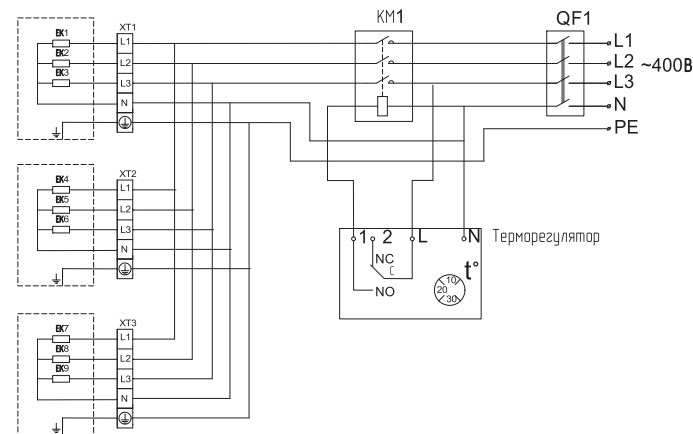 XT1
KM1
QF1
EK1
L1
L1
EK2
L2
L2 ~400В
EK3
L3
L3
N
N
PE
XT2
EK4
L1
EK5
L2
EK6
L3
N
1 2 L N Терморегулятор
NC
C
NO
t°
10
20
30
XT3
EK7
L1
EK8
L2
EK9
L3
N